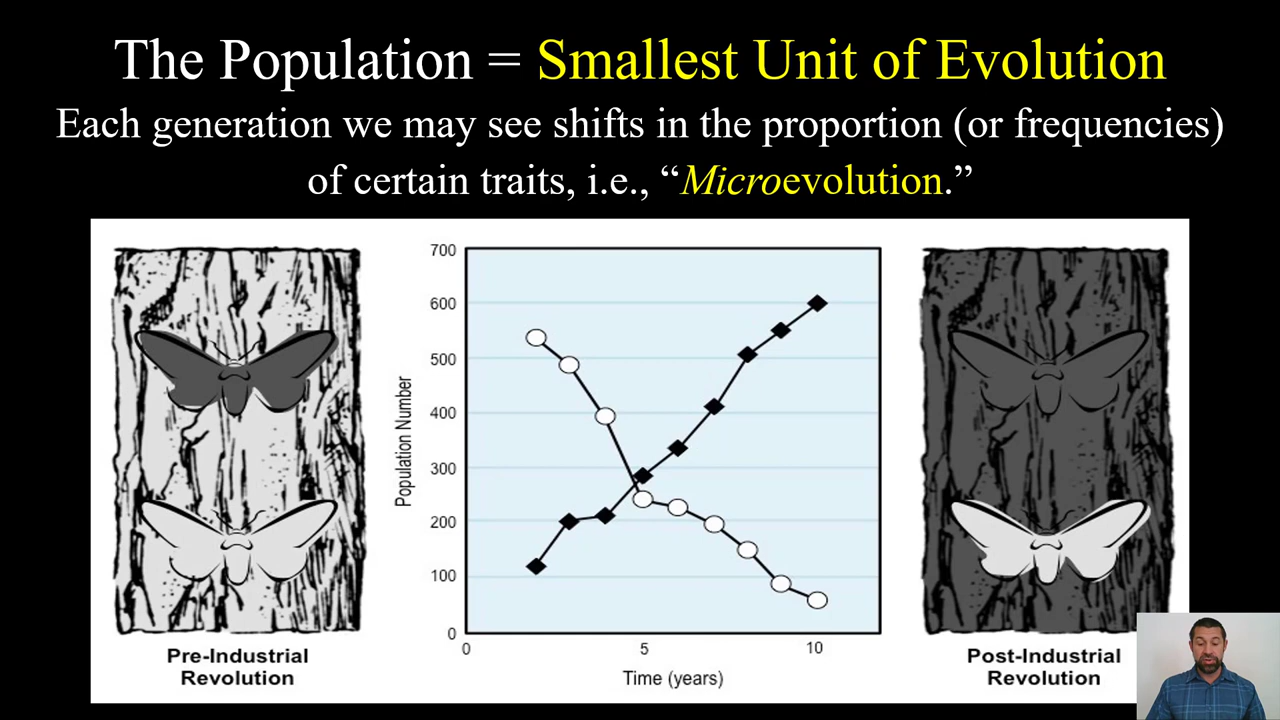 The Population = Smallest Unit of Evolution
Each generation we may see shifts in the proportion (or frequencies)
of certain traits, i.e., “Microevolution.”
700
600
500
400
300
200
100
0
Population Number
0
5
10
Time (years)
Pre-Industrial
Revolution
Post-Industrial
Revolution